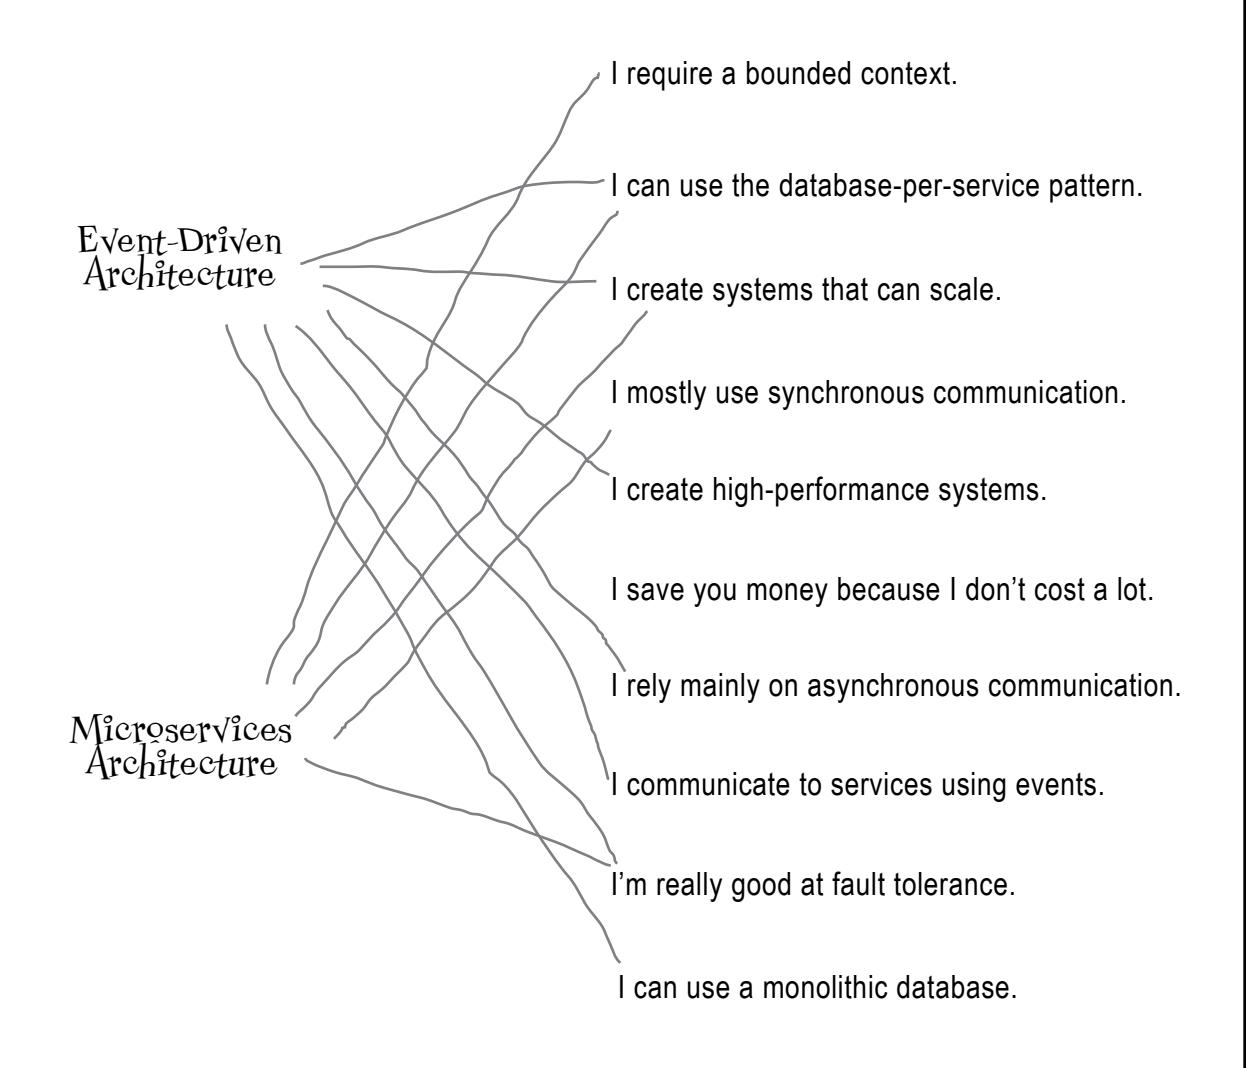 I require a bounded context.
I can use the database-per-service pattern.
Event-Driven
Architecture
I create systems that can scale.
I mostly use synchronous communication.
I create high-performance systems.
I save you money because I don’t cost a lot.
I rely mainly on asynchronous communication.
Microservices
Architecture
I communicate to services using events.
I’m really good at fault tolerance.
I can use a monolithic database.